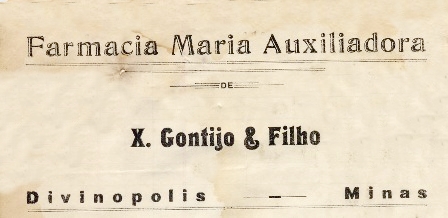 Farmacia Maria Auxiliadora
DE
X. Gontijo & Filho
Divinopolis — Minas